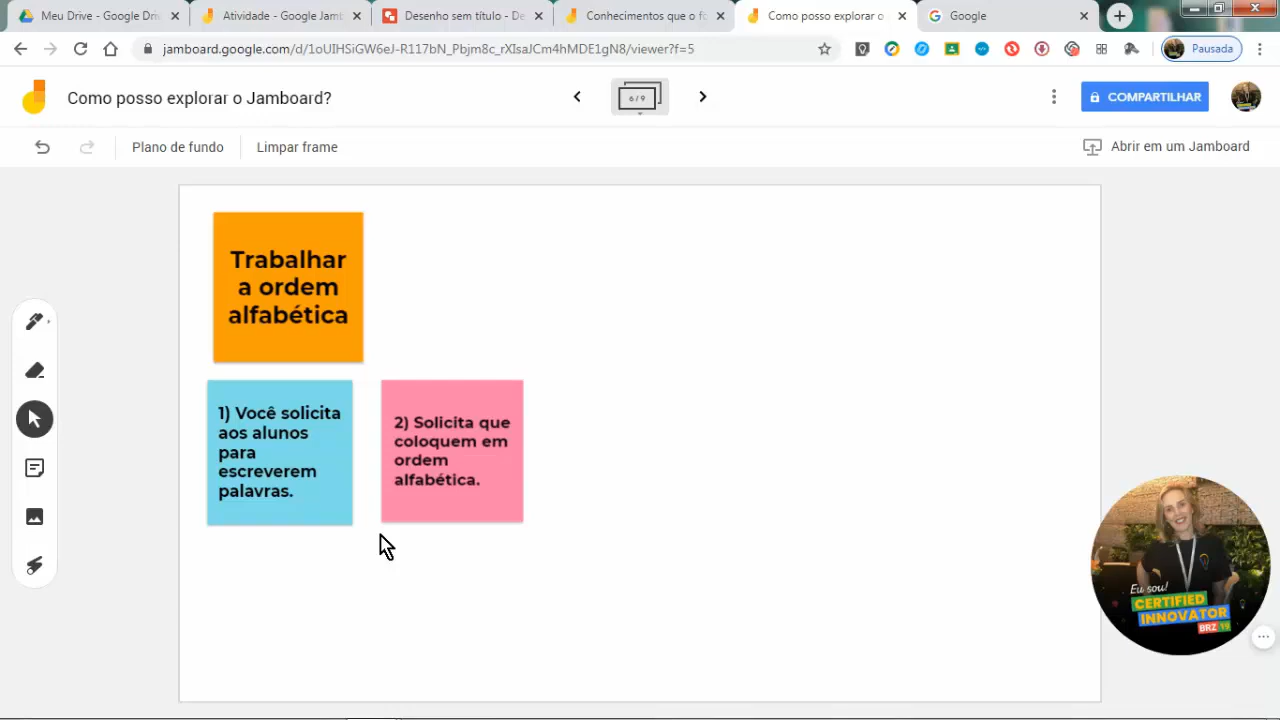 Meu Drive - Google Driv
Atividade - Google Jamb
Desenho sem título - De
Conhecimentos que o fo
Como posso explorar o
Google
jamboard.google.com/d/1oUIHSiGW6eJ-R117bN_Pbjm8c_rXIsaJCm4hMDE1gN8/viewer?f=5
Pausada
Como posso explorar o Jamboard?
6 / 9
COMPARTILHAR
Plano de fundo
Limpar frame
Abrir em um Jamboard
Trabalhar
a ordem
alfabética
1) Você solicita
aos alunos
para
escreverem
palavras.
2) Solicita que
coloquem em
ordem
alfabética.
Eu sou!
CERTIFIED
INNOVATOR
BRZ 19